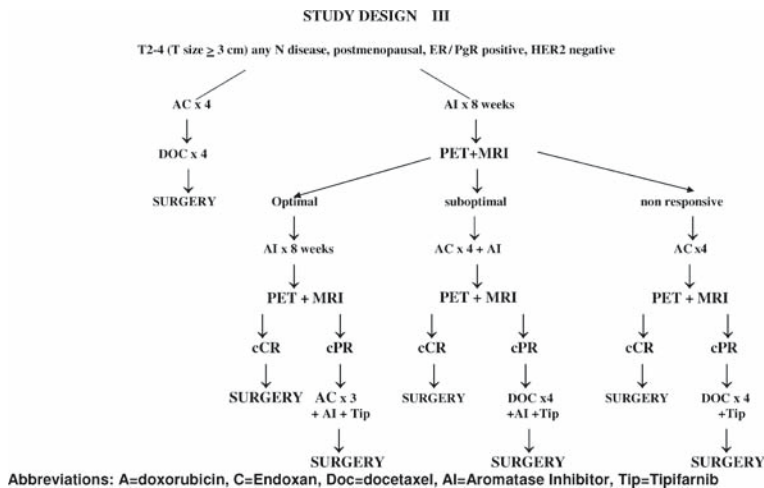 STUDY DESIGN III
T2-4 (T size ≥ 3 cm) any N disease, postmenopausal, ER/PgR positive, HER2 negative
AC x 4 AI x 8 weeks
DOC x 4 PET+MRI
SURGERY Optimal suboptimal non responsive
AI x 8 weeks AC x 4 + AI AC x4
PET + MRI PET + MRI PET + MRI
cCR cPR cCR cPR cCR cPR
SURGERY AC x 3 SURGERY DOC x4 SURGERY DOC x 4
+ AI + Tip +AI +Tip +Tip
SURGERY SURGERY SURGERY
Abbreviations: A=doxorubicin, C=Endoxan, Doc=docetaxel, AI=Aromatase Inhibitor, Tip=Tipifarnib